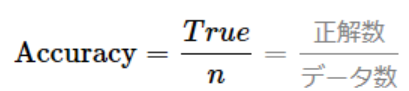 Accuracy = True / n = 正解数 / データ数